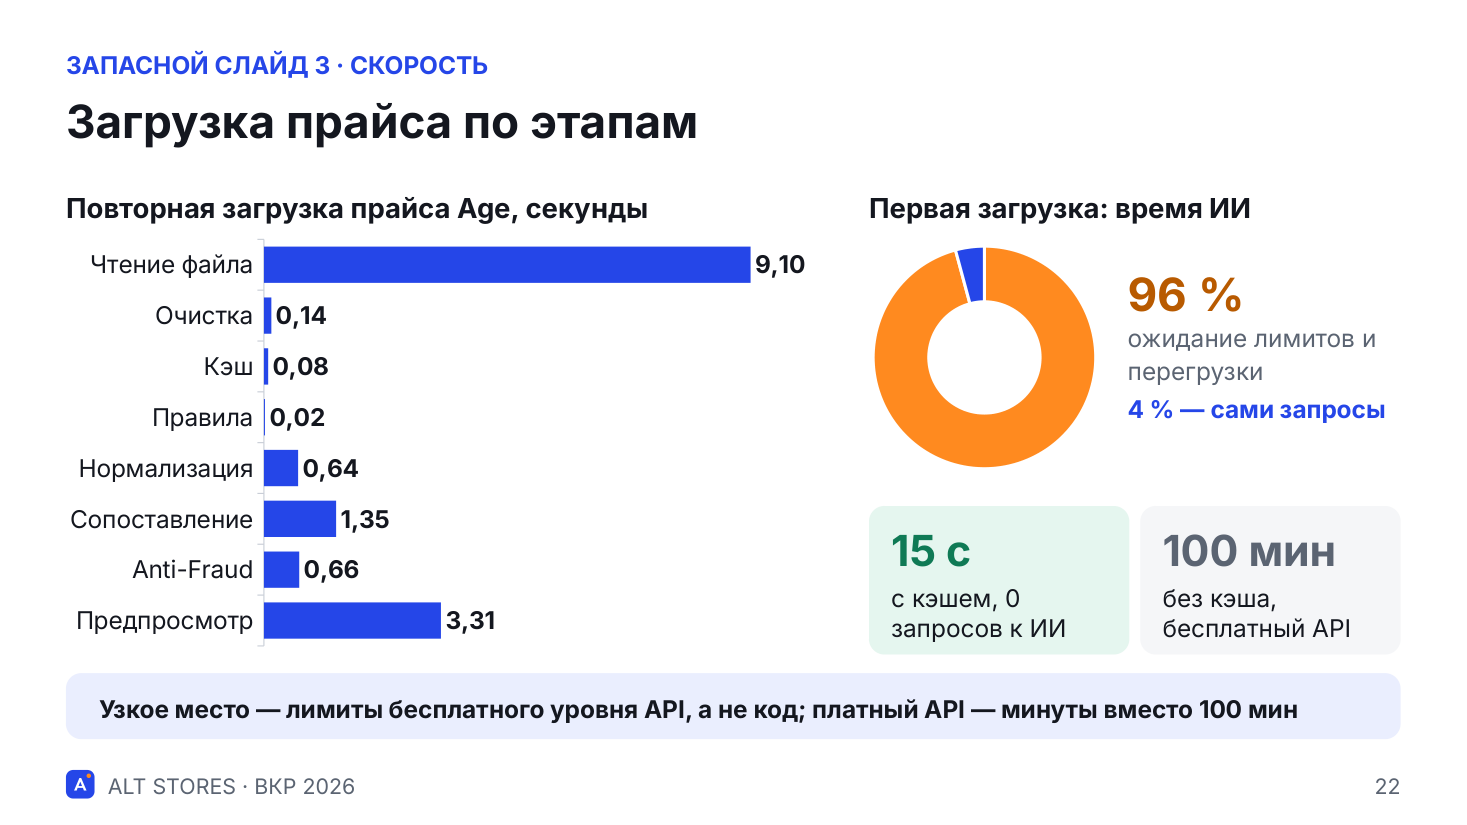 ЗАПАСНОЙ СЛАЙД 3 · СКОРОСТЬ
Загрузка прайса по этапам
Повторная загрузка прайса Age, секунды
Чтение файла 9,10
Очистка 0,14
Кэш 0,08
Правила 0,02
Нормализация 0,64
Сопоставление 1,35
Anti-Fraud 0,66
Предпросмотр 3,31
Первая загрузка: время ИИ
96 %
ожидание лимитов и
перегрузки
4 % — сами запросы
15 с
с кэшем, 0
запросов к ИИ
100 мин
без кэша,
бесплатный API
Узкое место — лимиты бесплатного уровня API, а не код; платный API — минуты вместо 100 мин
A
ALT STORES · ВКР 2026
22